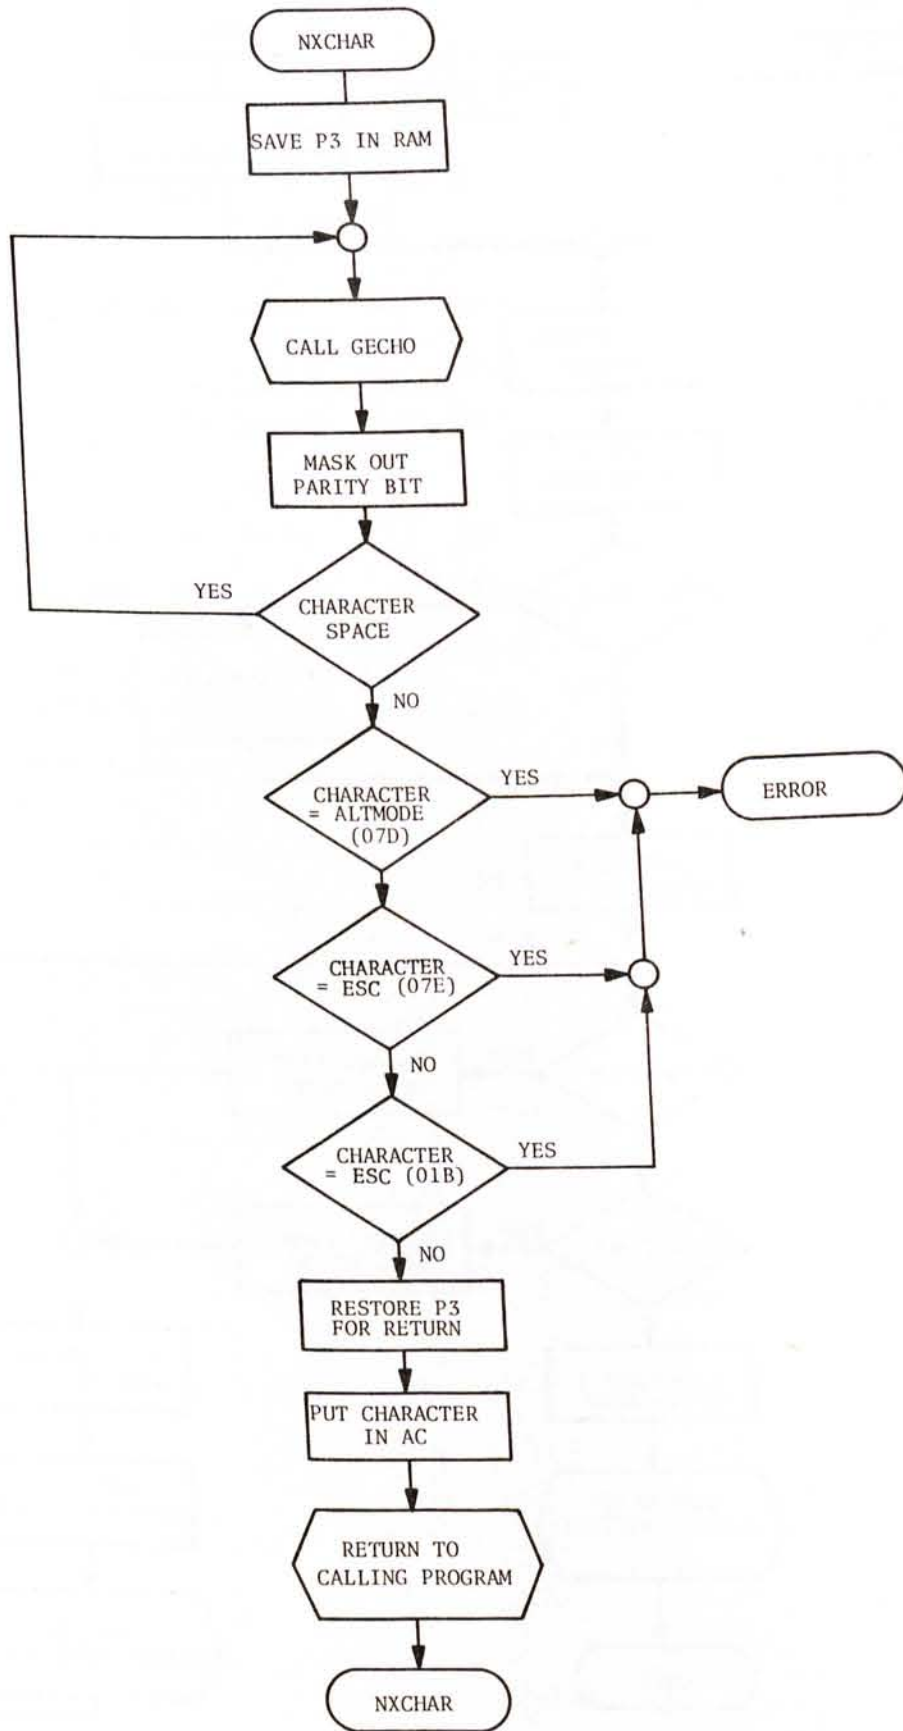 NXCHAR
SAVE P3 IN RAM
CALL GECHO
MASK OUT
PARITY BIT
YES
CHARACTER
SPACE
NO
CHARACTER
= ALTMODE
(07D)
YES
ERROR
CHARACTER
= ESC (07E)
YES
NO
CHARACTER
= ESC (01B)
YES
NO
RESTORE P3
FOR RETURN
PUT CHARACTER
IN AC
RETURN TO
CALLING PROGRAM
NXCHAR